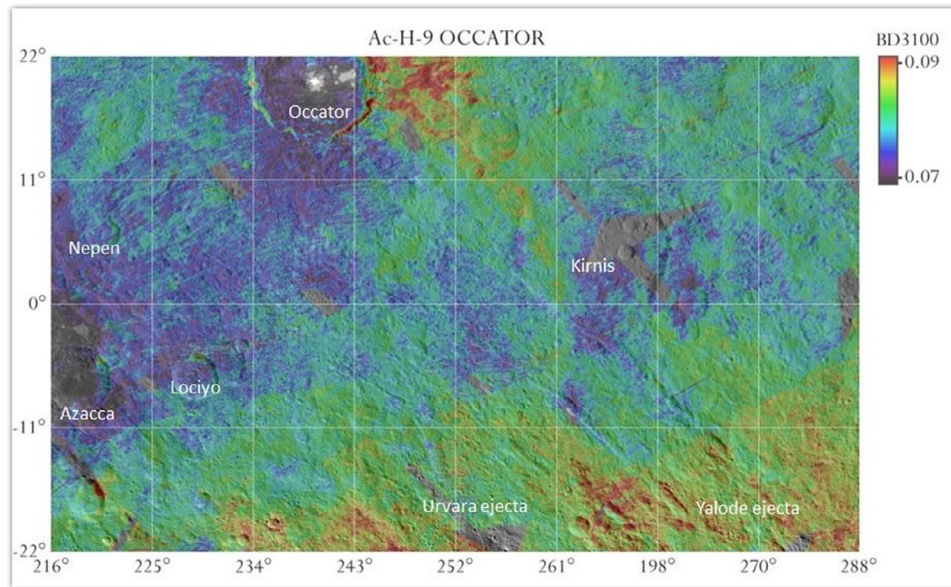 Ac-H-9 OCCATOR
BD3100
22°
0.09
Occator
11°
0.07
Nepen
Kirnis
0°
Lociyo
Azacca
-11°
Urvara ejecta
Yalode ejecta
-22°
216°
225°
234°
243°
252°
261°
198°
270°
288°